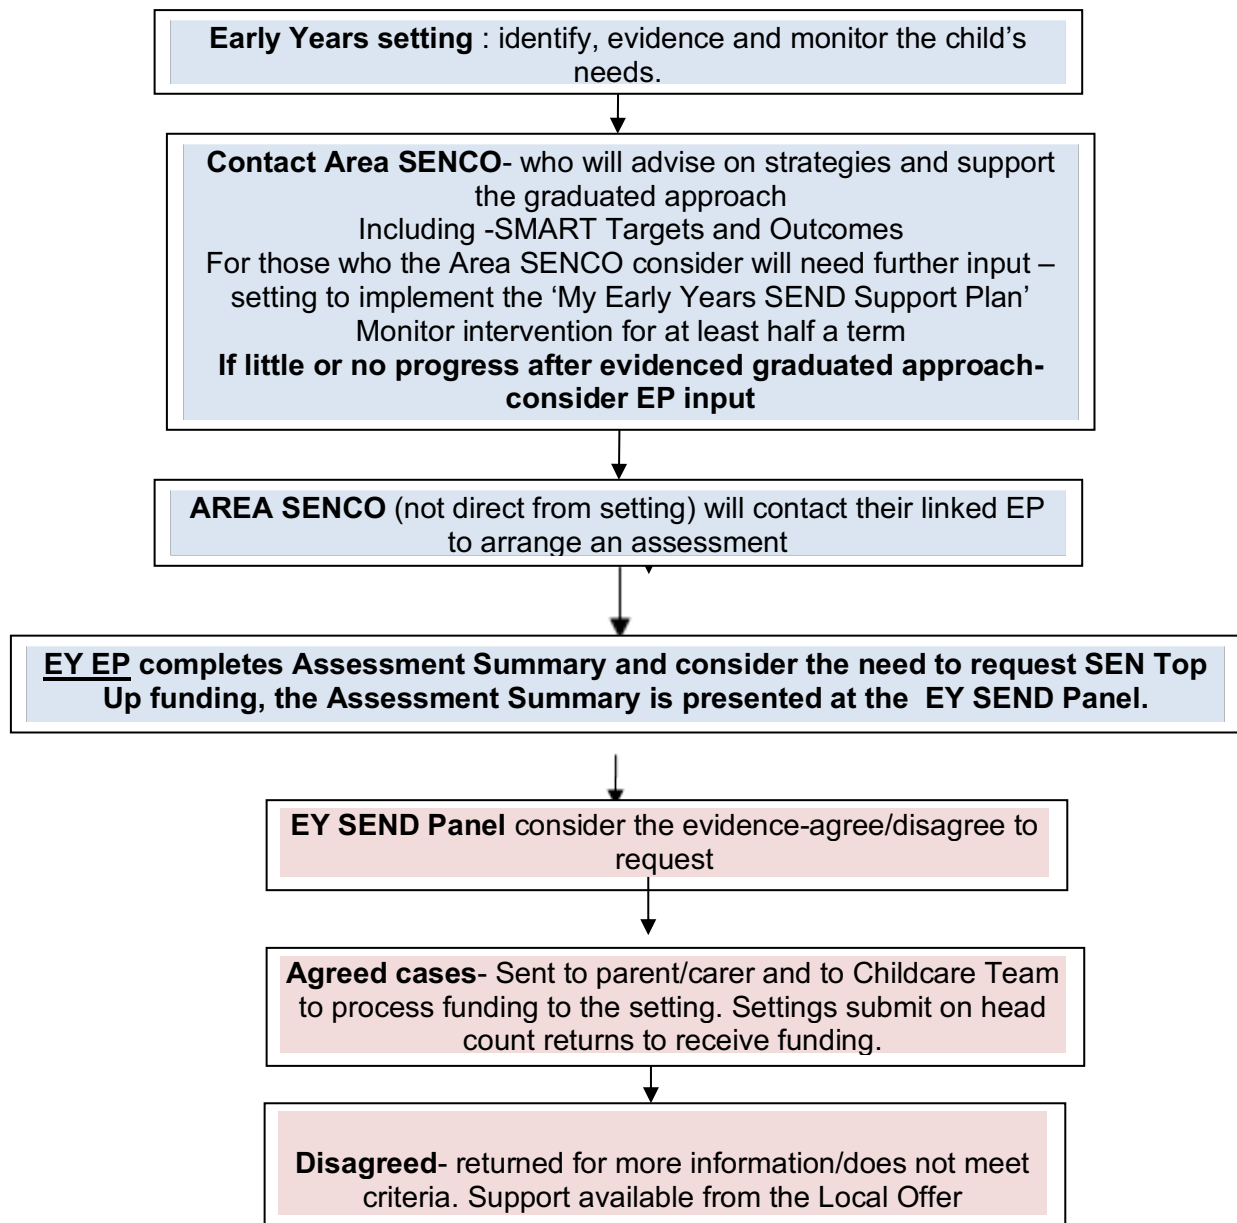 Early Years setting : identify, evidence and monitor the child’s
needs.
Contact Area SENCO- who will advise on strategies and support
the graduated approach
Including -SMART Targets and Outcomes
For those who the Area SENCO consider will need further input –
setting to implement the ‘My Early Years SEND Support Plan’
Monitor intervention for at least half a term
If little or no progress after evidenced graduated approach-
consider EP input
AREA SENCO (not direct from setting) will contact their linked EP
to arrange an assessment
EY EP completes Assessment Summary and consider the need to request SEN Top
Up funding, the Assessment Summary is presented at the EY SEND Panel.
EY SEND Panel consider the evidence-agree/disagree to
request
Agreed cases- Sent to parent/carer and to Childcare Team
to process funding to the setting. Settings submit on head
count returns to receive funding.
Disagreed- returned for more information/does not meet
criteria. Support available from the Local Offer